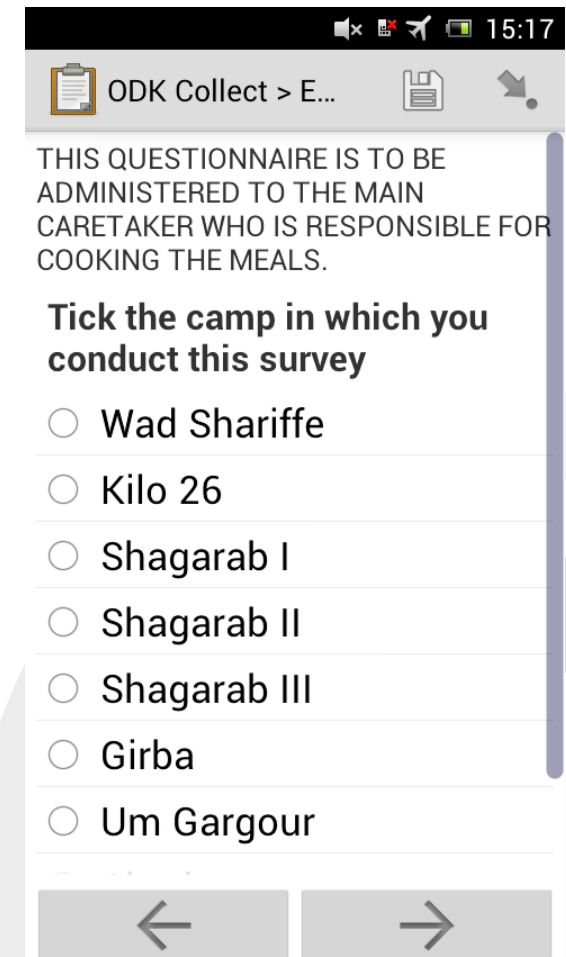 15:17
ODK Collect > E...
THIS QUESTIONNAIRE IS TO BE
ADMINISTERED TO THE MAIN
CARETAKER WHO IS RESPONSIBLE FOR
COOKING THE MEALS.
Tick the camp in which you
conduct this survey
Wad Shariffe
Kilo 26
Shagarab I
Shagarab II
Shagarab III
Girba
Um Gargour